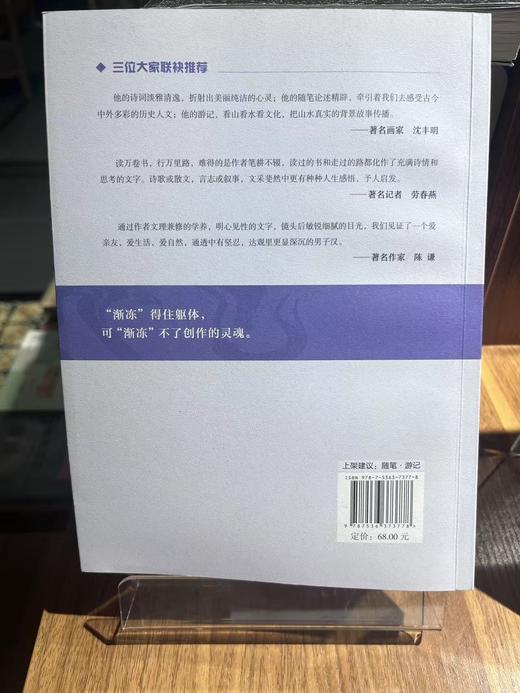 ◆ 三位大家联袂推荐
他的诗词淡雅清逸，折射出美丽纯洁的心灵；他的随笔论述精辟，牵引着我们去感受古今
中外多彩的历史人文；他的游记，看山看水看文化，把山水真实的背景故事传播。
——著名画家 沈丰明
读万卷书，行万里路，难得的是作者笔耕不辍，读过的书和走过的路都化作了充满诗情和
思考的文字。诗歌或散文，言志或叙事，文采斐然中更有种种人生感悟，予人启发。
——著名记者 劳春燕
通过作者文理兼修的学养，明心见性的文字，镜头后敏锐细腻的目光，我们见证了一个爱
亲友，爱生活，爱自然，通透中有坚忍，达观里更显深沉的男子汉。
——著名作家 陈谦
“渐冻”得住躯体，
可“渐冻”不了创作的灵魂。
上架建议：随笔·游记
ISBN 978-7-5363-7377-8
9 787536 373778 >
定价：68.00 元